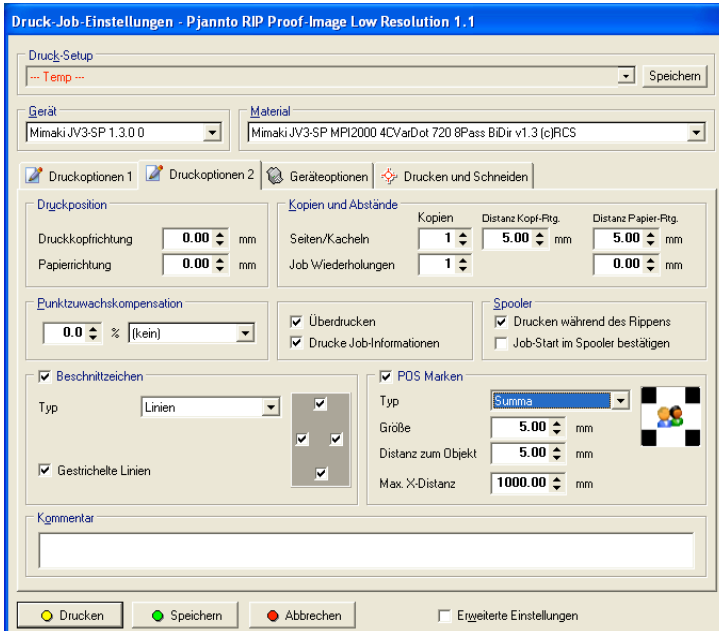 Druck-Job-Einstellungen - Pjannto RIP Proof-Image Low Resolution 1.1
Druck-Setup
--- Temp ---
Speichern
Gerät
Material
Mimaki JV3-SP 1.3.0 0
Mimaki JV3-SP MPI2000 4CVarDot 720 8Pass BiDir v1.3 (c)RCS
Druckoptionen 1
Druckoptionen 2
Geräteoptionen
Drucken und Schneiden
Druckposition
Druckkopfrichtung 0.00 mm
Papierrichtung 0.00 mm
Kopien und Abstände
Kopien Distanz Kopf-Rtg. Distanz Papier-Rtg.
Seiten/Kacheln 1 5.00 mm 5.00 mm
Job Wiederholungen 1 0.00 mm
Punktzuwachskompensation
0.0 % (kein)
Überdrucken
Drucke Job-Informationen
Spooler
Drucken während des Rippens
Job-Start im Spooler bestätigen
Beschnittzeichen
Typ Linien
Gestrichelte Linien
POS Marken
Typ Summa
Größe 5.00 mm
Distanz zum Objekt 5.00 mm
Max. X-Distanz 1000.00 mm
Kommentar
Drucken
Speichern
Abbrechen
Erweiterte Einstellungen